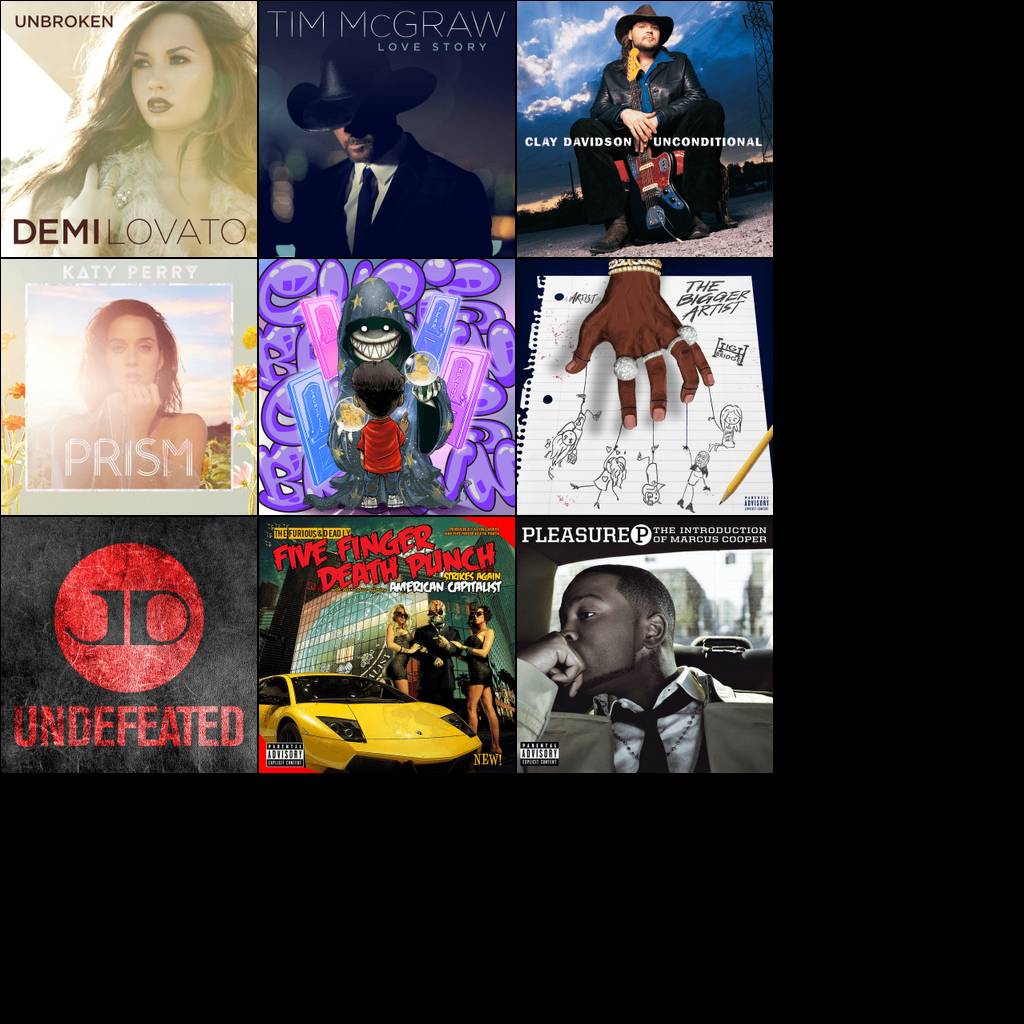 UNBROKEN
DEMI LOVATO
TIM McGRAW
LOVE STORY
CLAY DAVIDSON UNCONDITIONAL
KATY PERRY
PRISM
ARTIST
THE
BIGGER
ARTIST
PARENTAL
ADVISORY
EXPLICIT CONTENT
JD
UNDEFEATED
THE FURIOUS & DEADLY
FIVE FINGER
DEATH PUNCH
STRIKES AGAIN
AMERICAN CAPITALIST
PARENTAL
ADVISORY
EXPLICIT CONTENT
NEW!
PLEASURE P THE INTRODUCTION
OF MARCUS COOPER
PARENTAL
ADVISORY
EXPLICIT CONTENT